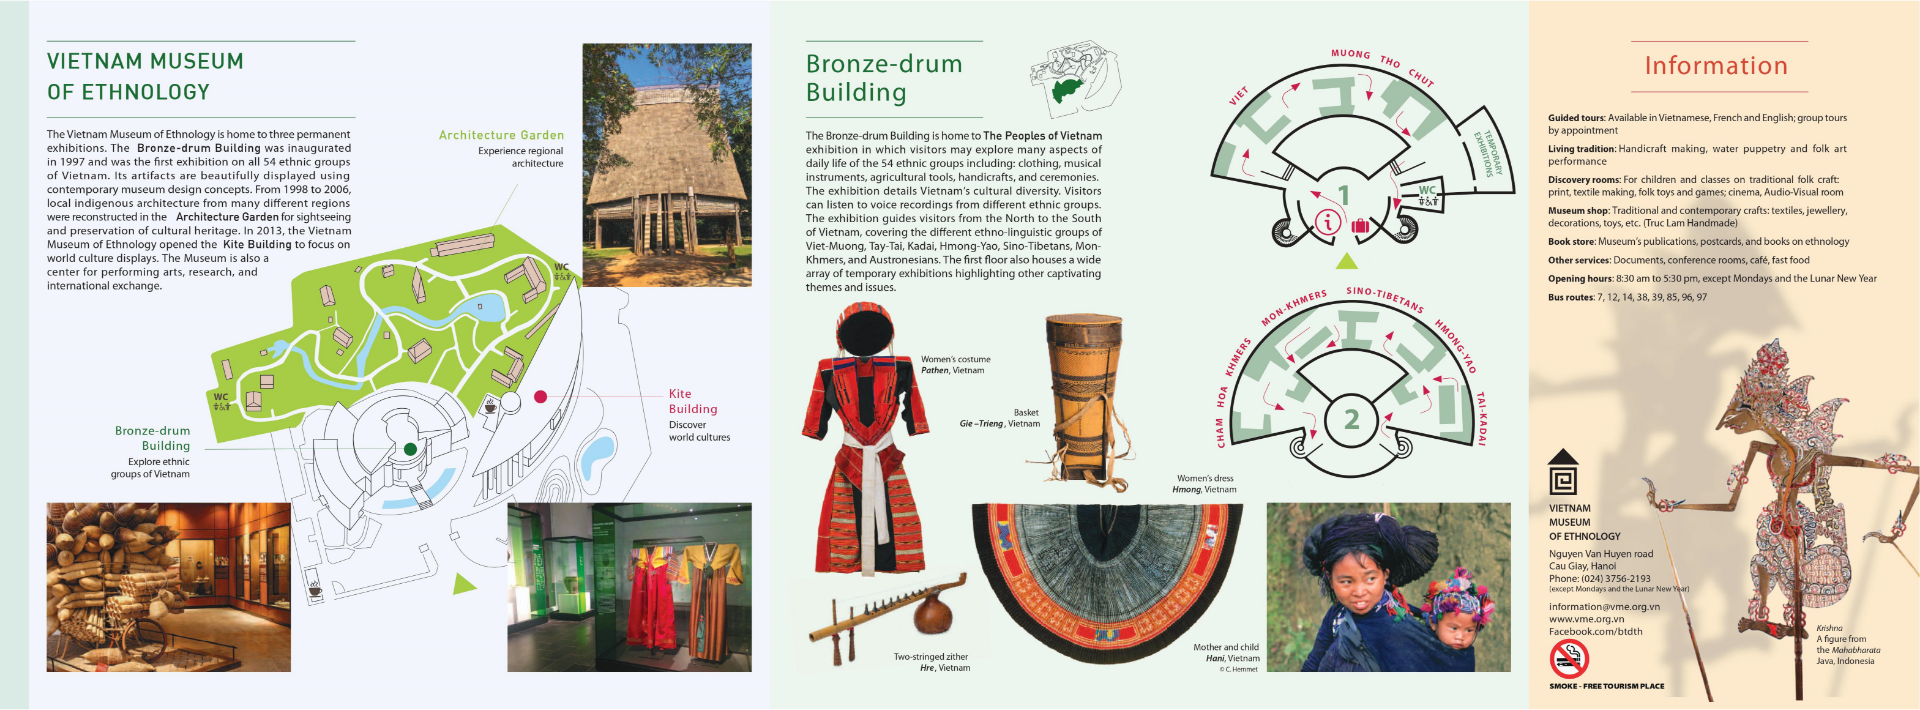 VIETNAM MUSEUM
OF ETHNOLOGY
The Vietnam Museum of Ethnology is home to three permanent
exhibitions. The Bronze-drum Building was inaugurated
in 1997 and was the first exhibition on all 54 ethnic groups
of Vietnam. Its artifacts are beautifully displayed using
contemporary museum design concepts. From 1998 to 2006,
local indigenous architecture from many different regions
were reconstructed in the Architecture Garden for sightseeing
and preservation of cultural heritage. In 2013, the Vietnam
Museum of Ethnology opened the Kite Building to focus on
world culture displays. The Museum is also a
center for performing arts, research, and
international exchange.
Architecture Garden
Experience regional
architecture
WC
WC
Kite
Building
Discover
world cultures
Bronze-drum
Building
Explore ethnic
groups of Vietnam
Bronze-drum
Building
The Bronze-drum Building is home to The Peoples of Vietnam
exhibition in which visitors may explore many aspects of
daily life of the 54 ethnic groups including: clothing, musical
instruments, agricultural tools, handicrafts, and ceremonies.
The exhibition details Vietnam's cultural diversity. Visitors
can listen to voice recordings from different ethnic groups.
The exhibition guides visitors from the North to the South
of Vietnam, covering the different ethno-linguistic groups of
Viet-Muong, Tay-Tai, Kadai, Hmong-Yao, Sino-Tibetans, Mon-
Khmers, and Austronesians. The first floor also houses a wide
array of temporary exhibitions highlighting other captivating
themes and issues.
Women's costume
Pathen, Vietnam
Basket
Gie –Trieng, Vietnam
Women's dress
Hmong, Vietnam
Two-stringed zither
Hre, Vietnam
Mother and child
Hani, Vietnam
© C. Hemmet
VIET
MUONG THO CHUT
TEMPORARY
EXHIBITIONS
WC
1
i
CHAM HOA KHMERS
MON-KHMERS
SINO-TIBETANS
HMONG-YAO
TAI-KADAI
2
Information
Guided tours: Available in Vietnamese, French and English; group tours
by appointment
Living tradition: Handicraft making, water puppetry and folk art
performance
Discovery rooms: For children and classes on traditional folk craft:
print, textile making, folk toys and games; cinema, Audio-Visual room
Museum shop: Traditional and contemporary crafts: textiles, jewellery,
decorations, toys, etc. (Truc Lam Handmade)
Book store: Museum's publications, postcards, and books on ethnology
Other services: Documents, conference rooms, café, fast food
Opening hours: 8:30 am to 5:30 pm, except Mondays and the Lunar New Year
Bus routes: 7, 12, 14, 38, 39, 85, 96, 97
VIETNAM
MUSEUM
OF ETHNOLOGY
Nguyen Van Huyen road
Cau Giay, Hanoi
Phone: (024) 3756-2193
(except Mondays and the Lunar New Year)
information@vme.org.vn
www.vme.org.vn
Facebook.com/btdth
SMOKE - FREE TOURISM PLACE
Krishna
A figure from
the Mahabharata
Java, Indonesia